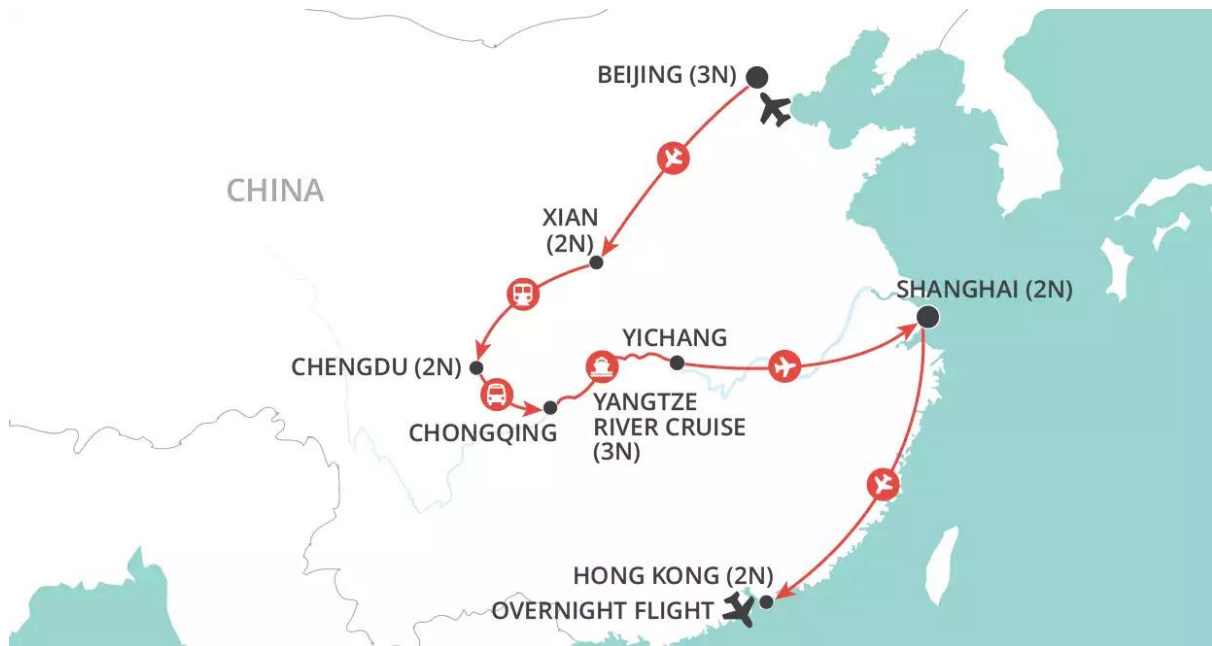 BEIJING (3N)
CHINA
XIAN
(2N)
SHANGHAI (2N)
YICHANG
CHENGDU (2N)
YANGTZE
RIVER CRUISE
(3N)
CHONGQING
HONG KONG (2N)
OVERNIGHT FLIGHT